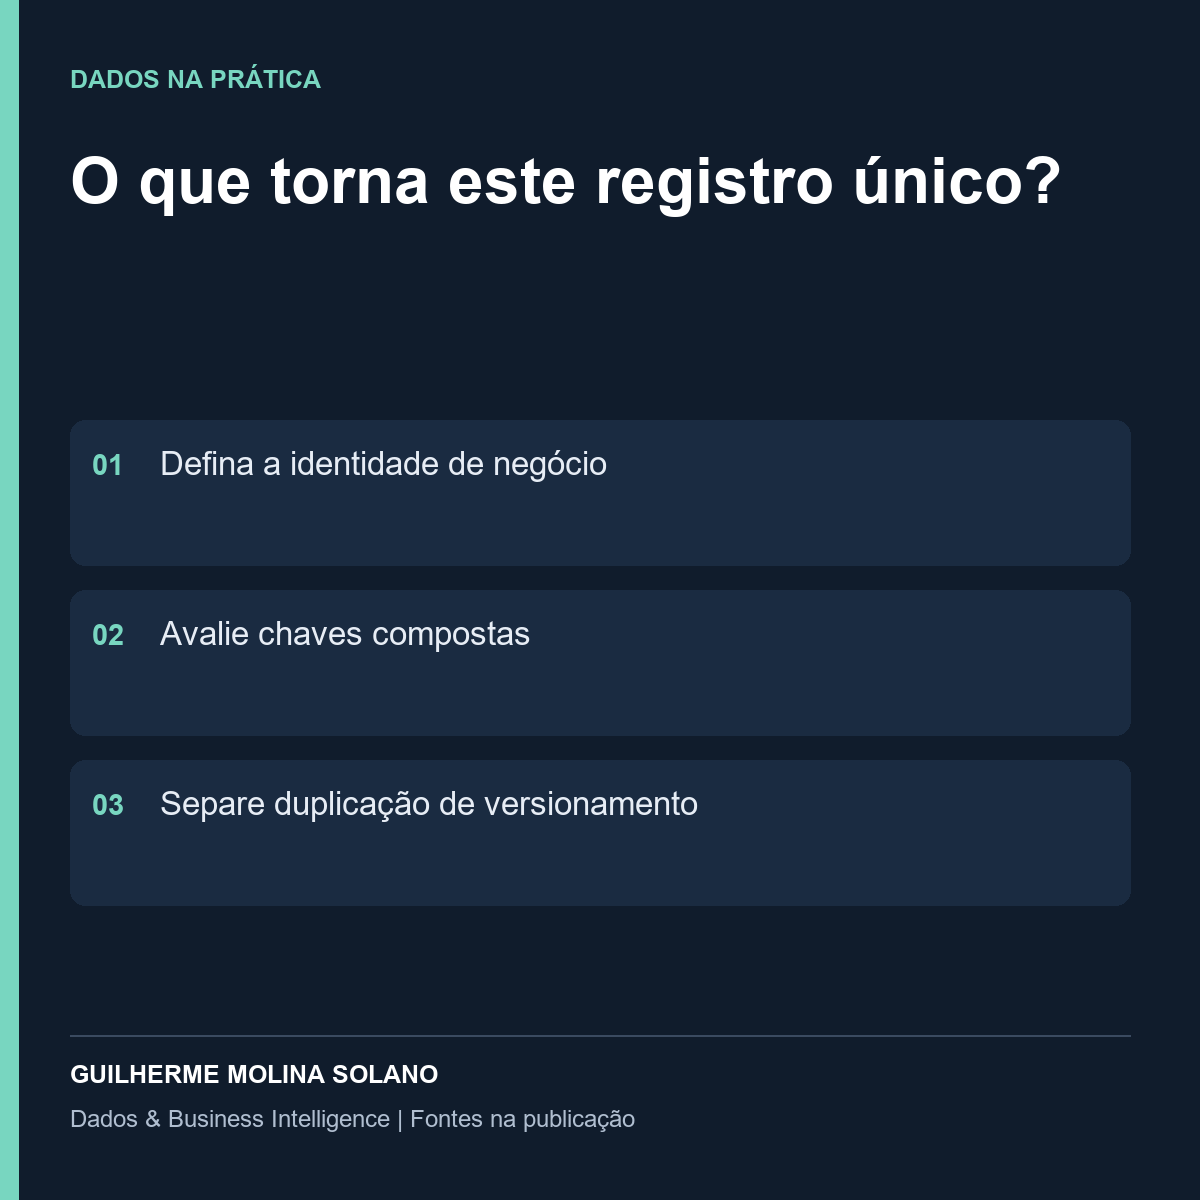 DADOS NA PRÁTICA
O que torna este registro único?
01 Defina a identidade de negócio
02 Avalie chaves compostas
03 Separe duplicação de versionamento
GUILHERME MOLINA SOLANO
Dados & Business Intelligence | Fontes na publicação